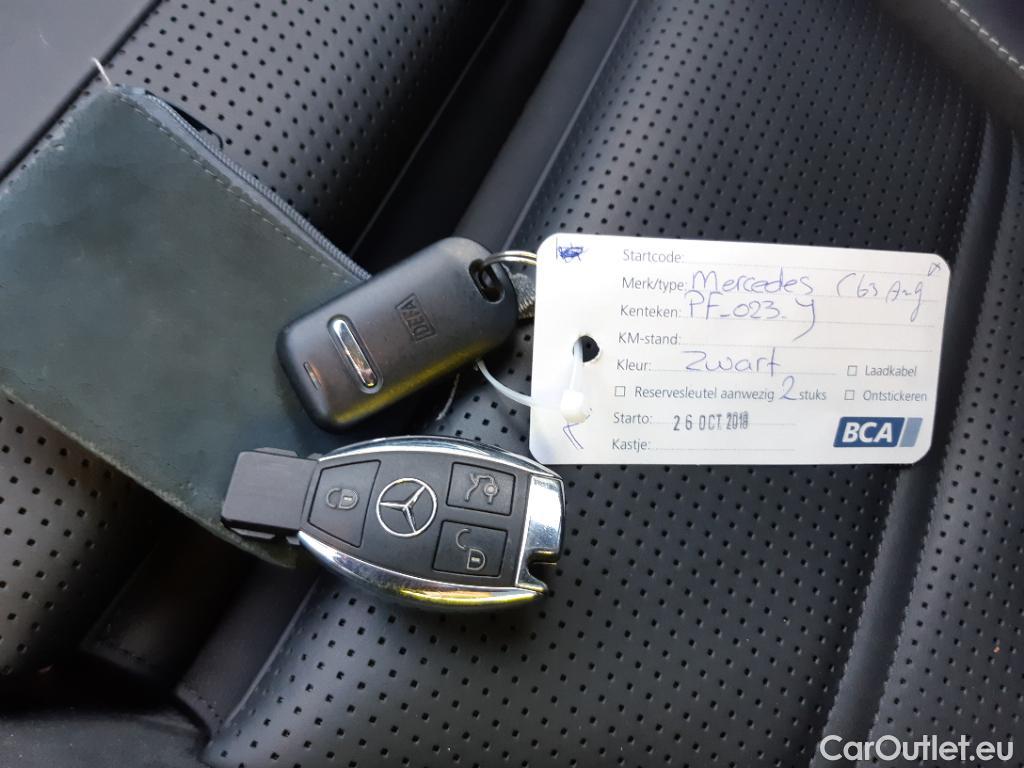 Startcode:
Merk/type: Mercedes C63 Amg
Kenteken: PF-023-y
KM-stand:
Kleur: Zwart
Laadkabel
Reservesleutel aanwezig 2 stuks
Ontstickeren
Starto: 26 OCT 2018
Kastje:
BCA
DEFA
CarOutlet.eu